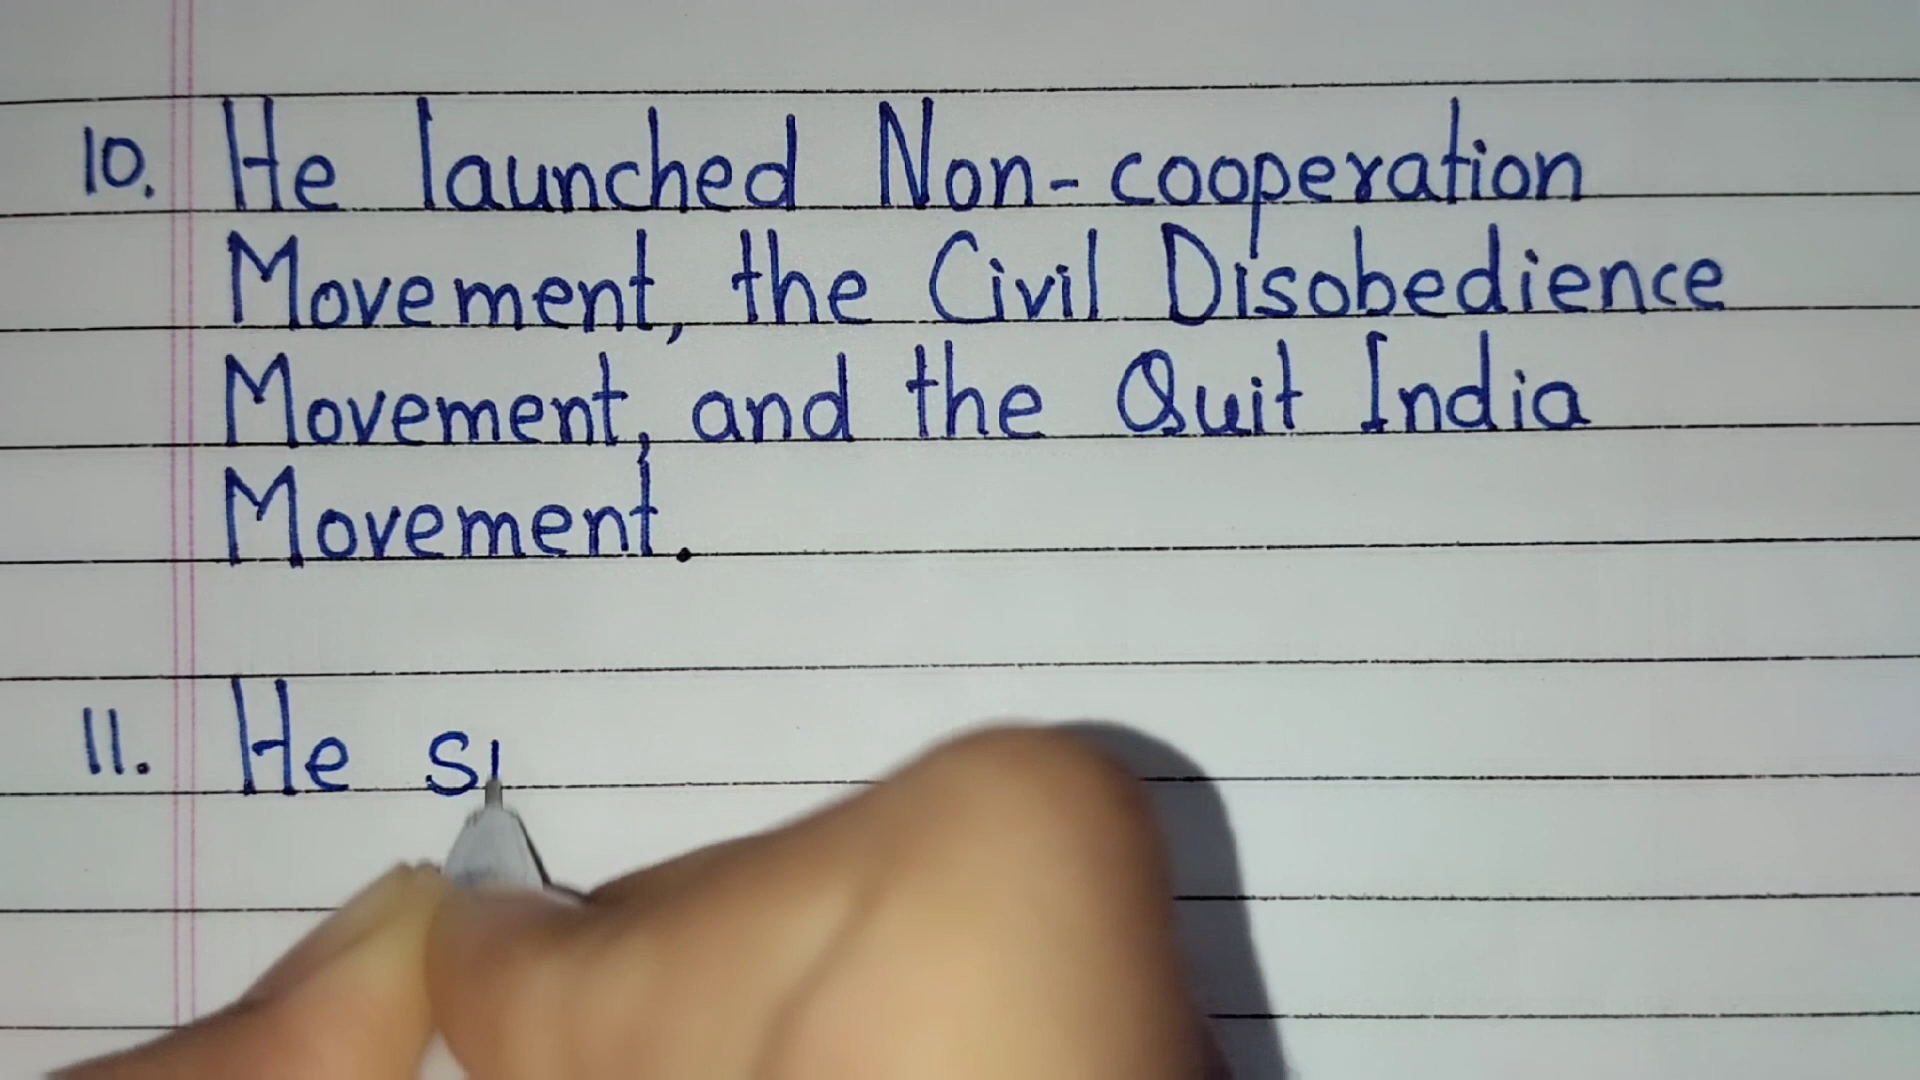 10. He launched Non-cooperation
Movement, the Civil Disobedience
Movement, and the Quit India
Movement.
11. He